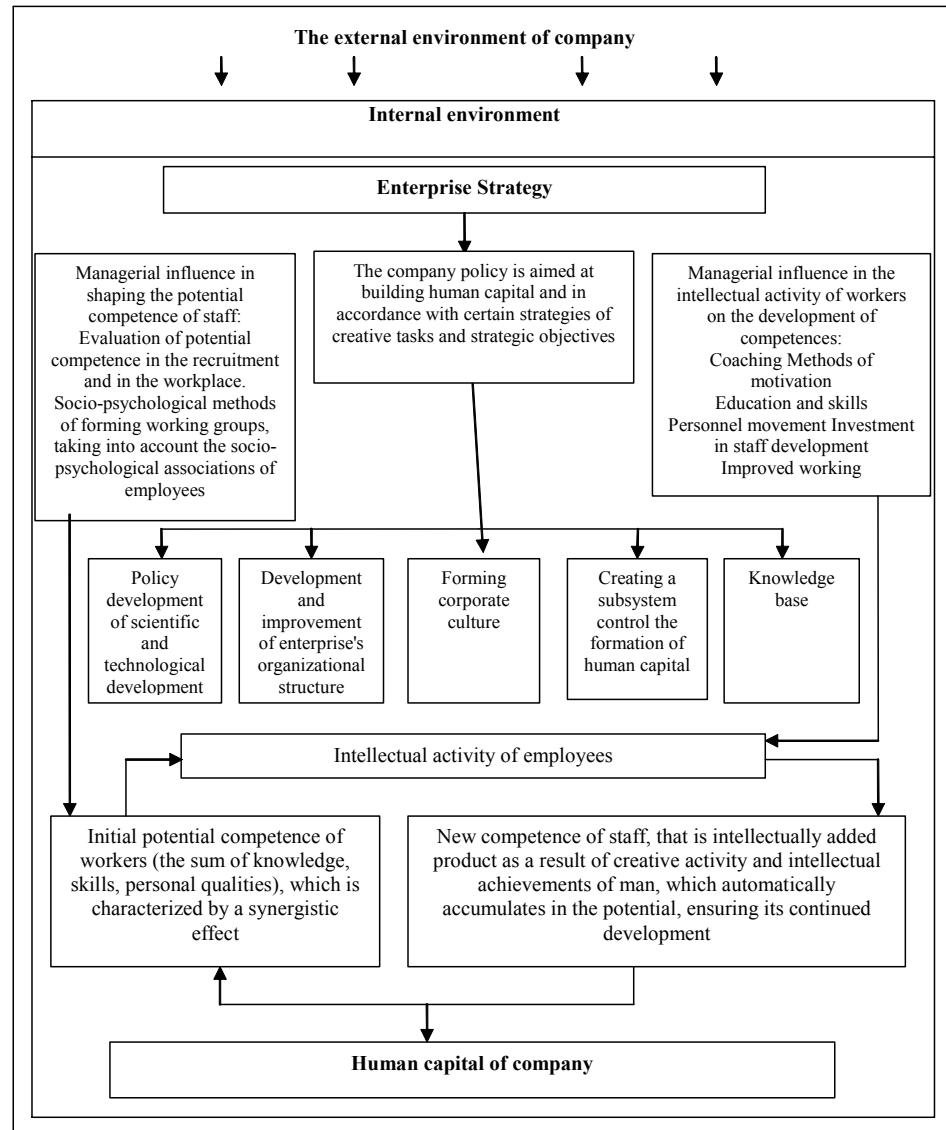 The external environment of company
Internal environment
Enterprise Strategy
Managerial influence in
shaping the potential
competence of staff:
Evaluation of potential
competence in the recruitment
and in the workplace.
Socio-psychological methods
of forming working groups,
taking into account the socio-
psychological associations of
employees
The company policy is aimed at
building human capital and in
accordance with certain strategies of
creative tasks and strategic objectives
Managerial influence in the
intellectual activity of workers
on the development of
competences:
Coaching Methods of
motivation
Education and skills
Personnel movement Investment
in staff development
Improved working
Policy
development
of scientific
and
technological
development
Development
and
improvement
of enterprise's
organizational
structure
Forming
corporate
culture
Creating a
subsystem
control the
formation of
human capital
Knowledge
base
Intellectual activity of employees
Initial potential competence of
workers (the sum of knowledge,
skills, personal qualities), which is
characterized by a synergistic
effect
New competence of staff, that is intellectually added
product as a result of creative activity and intellectual
achievements of man, which automatically
accumulates in the potential, ensuring its continued
development
Human capital of company